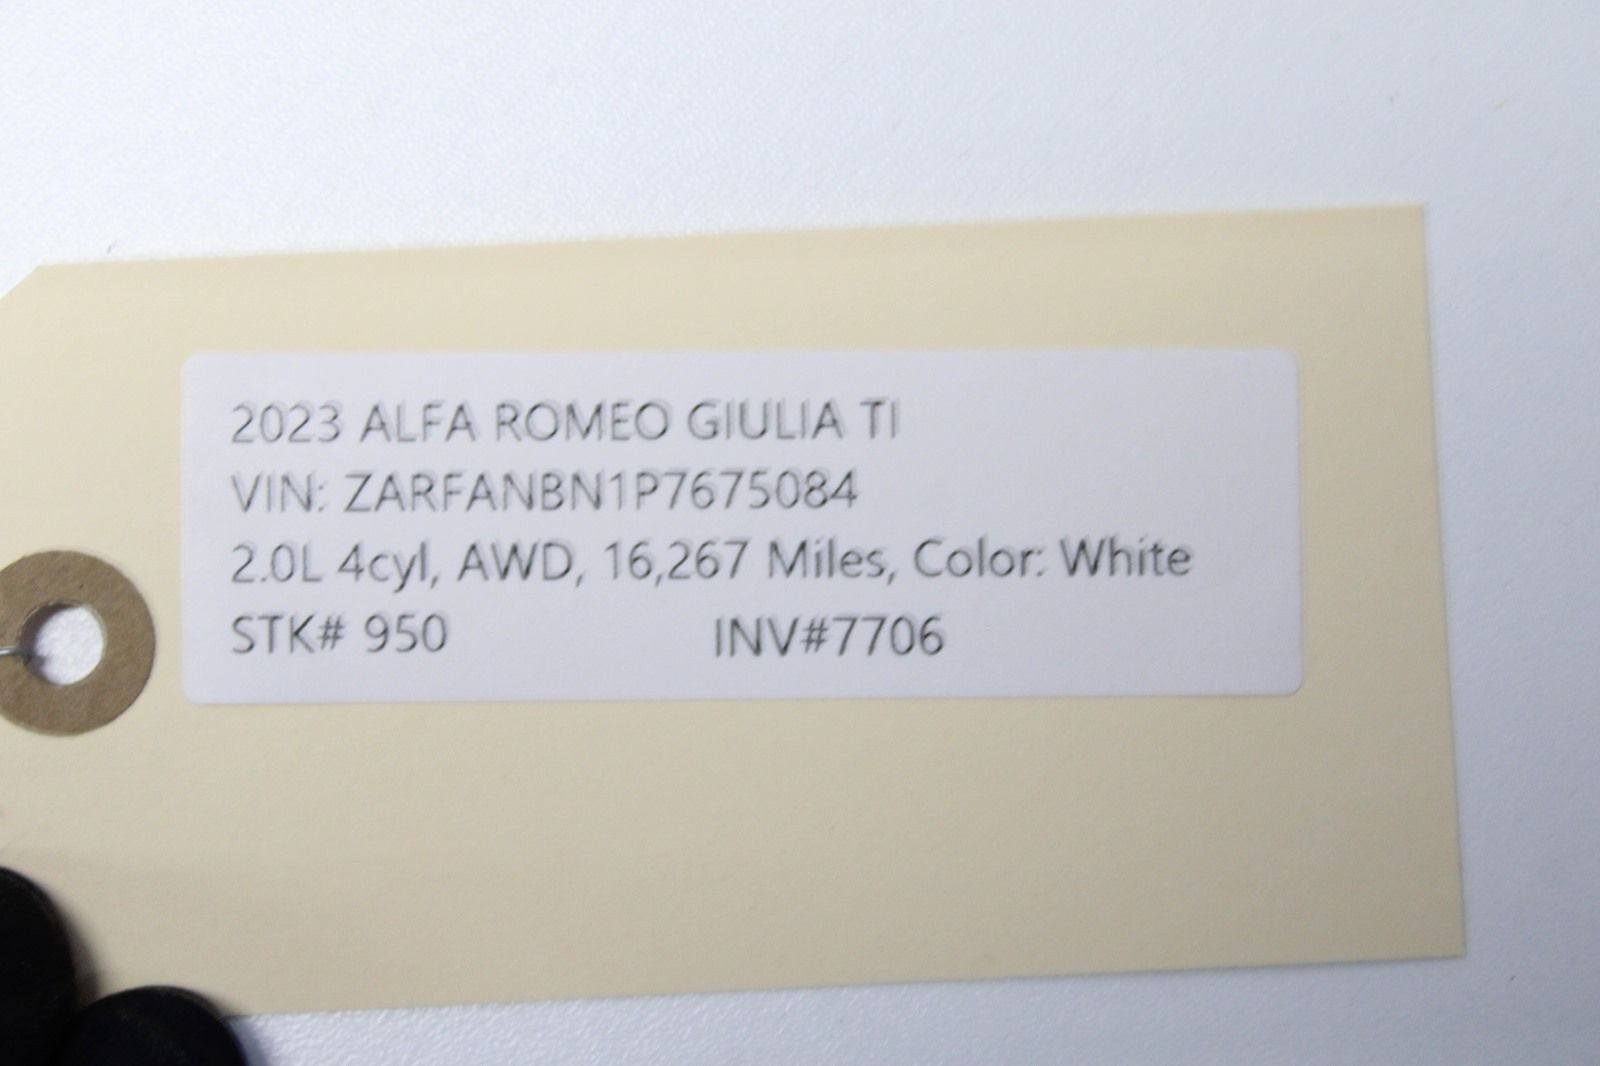 2023 ALFA ROMEO GIULIA TI
VIN: ZARFANBN1P7675084
2.0L 4cyl, AWD, 16,267 Miles, Color: White
STK# 950 INV#7706